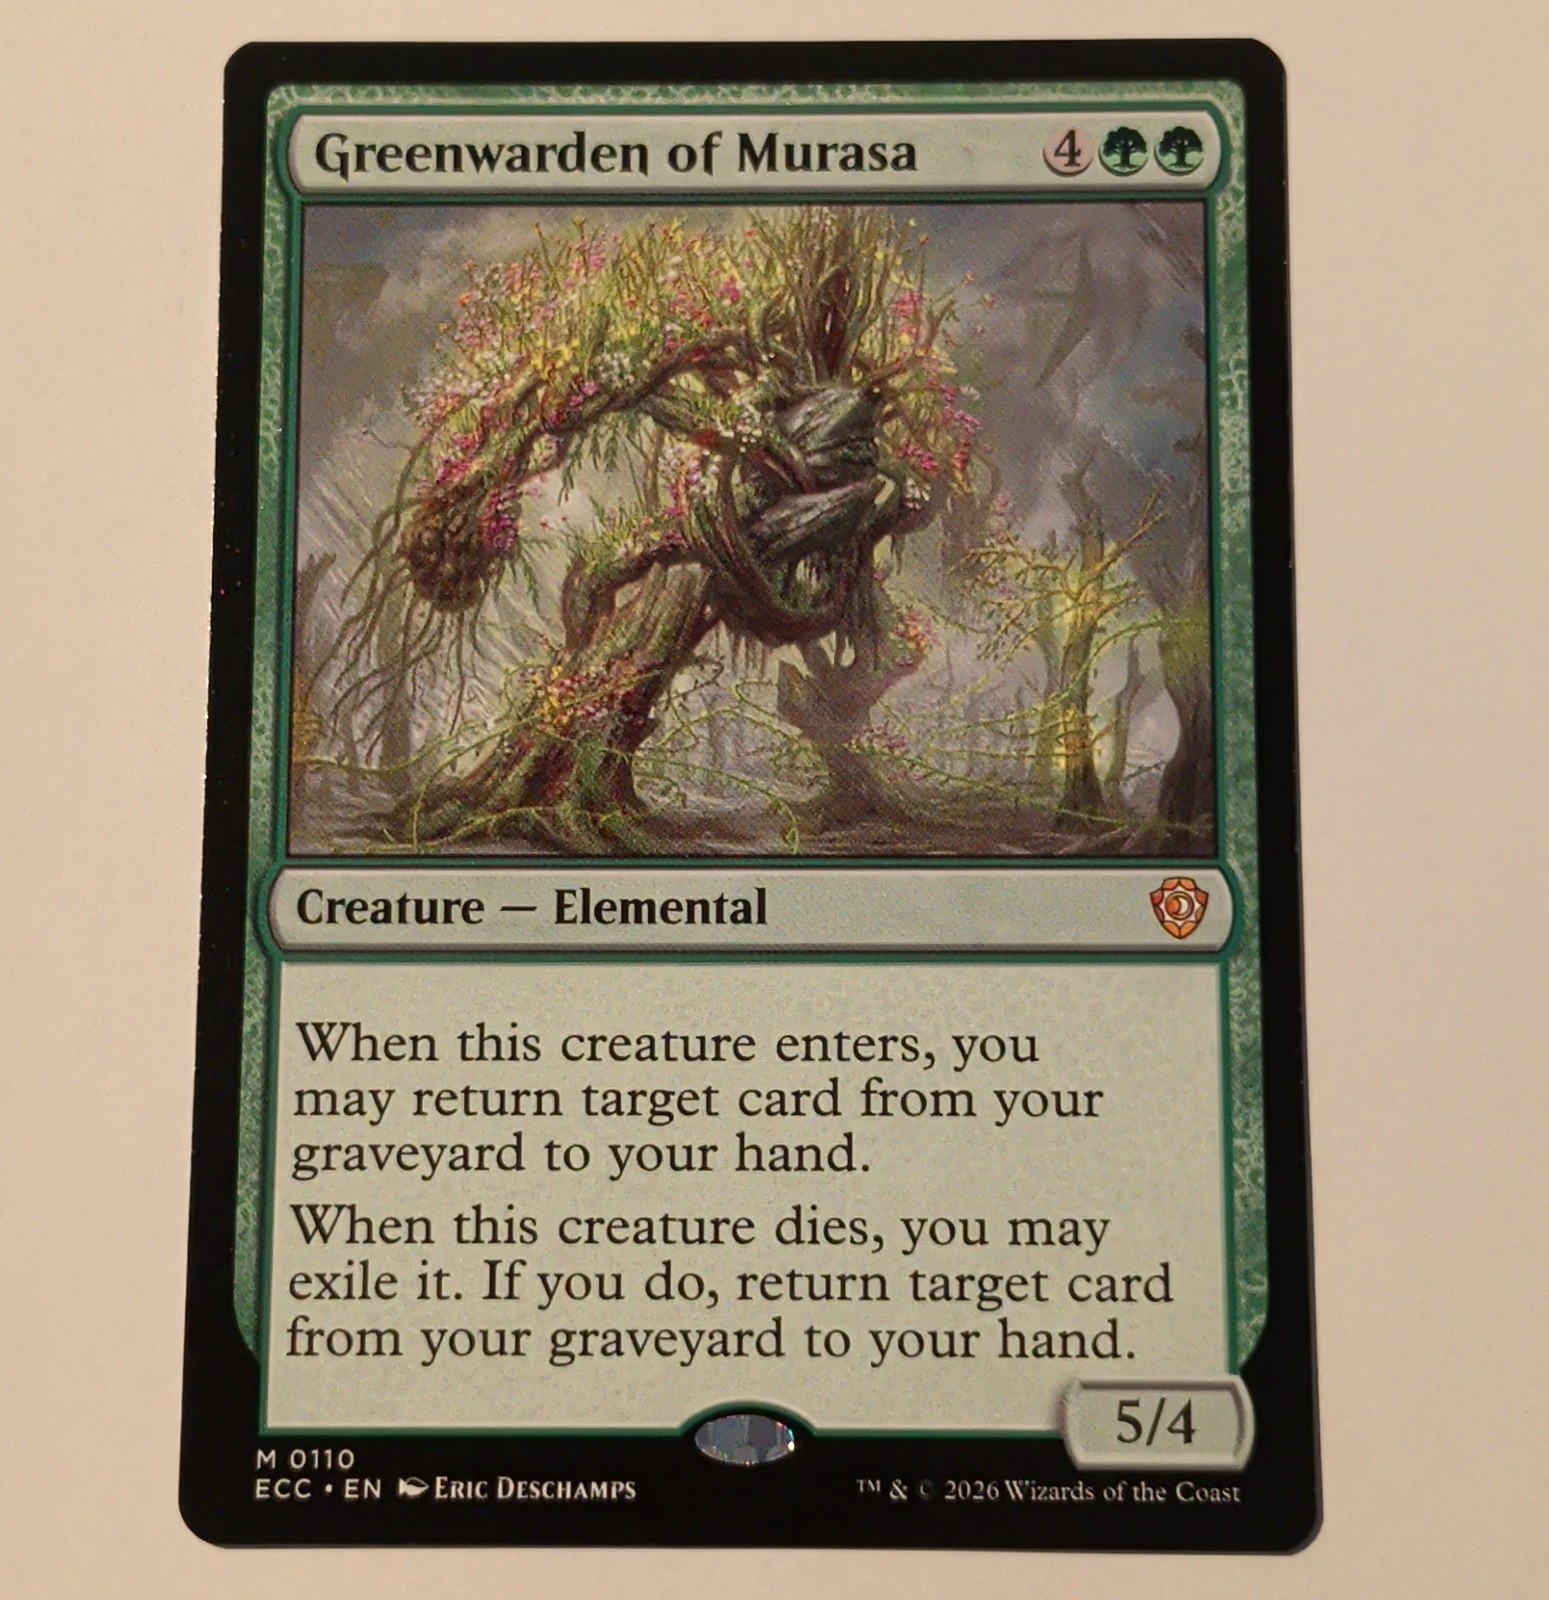 Greenwarden of Murasa 4
Creature — Elemental
When this creature enters, you
may return target card from your
graveyard to your hand.
When this creature dies, you may
exile it. If you do, return target card
from your graveyard to your hand.
5/4
M 0110
ECC • EN Eric Deschamps
™ & © 2026 Wizards of the Coast